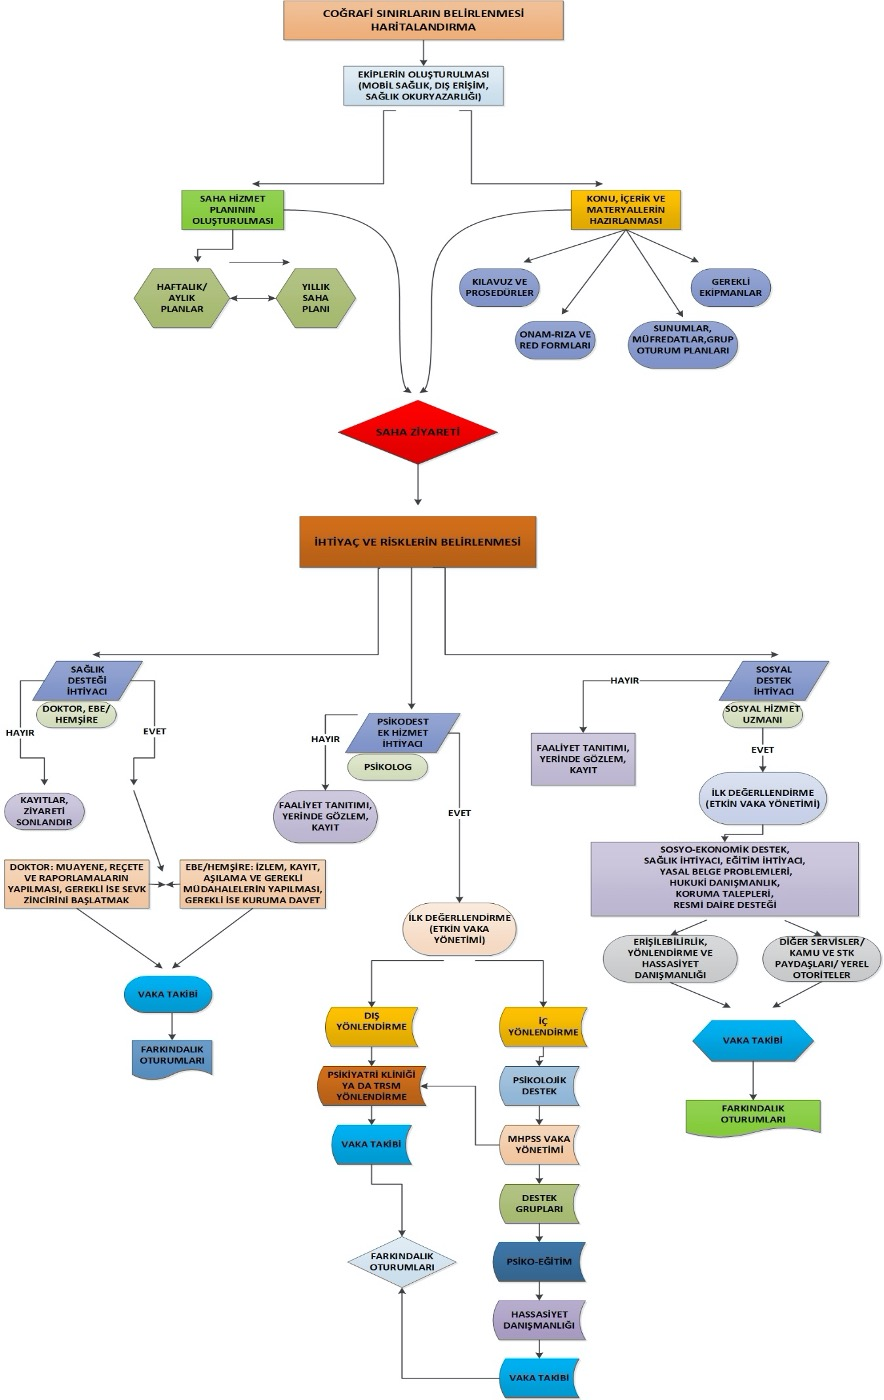 COĞRAFİ SINIRLARIN BELİRLENMESİ
HARİTALANDIRMA
EKİPLERİN OLUŞTURULMASI
(MOBİL SAĞLIK, DIŞ ERİŞİM,
SAĞLIK OKURYAZARLIĞI)
SAHA HİZMET
PLANININ
OLUŞTURULMASI
KONU, İÇERİK VE
MATERYALLERİN
HAZIRLANMASI
HAFTALIK/
AYLIK
PLANLAR
YILLIK
SAHA
PLANI
KILAVUZ VE
PROSEDÜRLER
GEREKLİ
EKİPMANLAR
ONAM-RIZA VE
RED FORMLARI
SUNUMLAR,
MÜFREDATLAR,GRUP
OTURUM PLANLARI
SAHA ZİYARETİ
İHTİYAÇ VE RİSKLERİN BELİRLENMESİ
SAĞLIK
DESTEĞİ
İHTİYACI
DOKTOR, EBE/
HEMŞİRE
HAYIR
EVET
KAYITLAR,
ZİYARETİ
SONLANDIR
DOKTOR: MUAYENE, REÇETE
VE RAPORLAMALARIN
YAPILMASI, GEREKLİ İSE SEVK
ZİNCİRİNİ BAŞLATMAK
EBE/HEMŞİRE: İZLEM, KAYIT,
AŞILAMA VE GEREKLİ
MÜDAHALELERİN YAPILMASI,
GEREKLİ İSE KURUMA DAVET
VAKA TAKİBİ
FARKINDALIK
OTURUMLARI
PSİKODEST
EK HİZMET
İHTİYACI
PSİKOLOG
HAYIR
FAALİYET TANITIMI,
YERİNDE GÖZLEM,
KAYIT
EVET
İLK DEĞERLLENDİRME
(ETKİN VAKA
YÖNETİMİ)
DIŞ
YÖNLENDİRME
PSİKİYATRİ KLİNİĞİ
YA DA TRSM
YÖNLENDİRME
VAKA TAKİBİ
FARKINDALIK
OTURUMLARI
İÇ
YÖNLENDİRME
PSİKOLOJİK
DESTEK
MHPSS VAKA
YÖNETİMİ
DESTEK
GRUPLARI
PSİKO-EĞİTİM
HASSASİYET
DANIŞMANLIĞI
VAKA TAKİBİ
SOSYAL
DESTEK
İHTİYACI
SOSYAL HİZMET
UZMANI
HAYIR
FAALİYET TANITIMI,
YERİNDE GÖZLEM,
KAYIT
EVET
İLK DEĞERLLENDİRME
(ETKİN VAKA YÖNETİMİ)
SOSYO-EKONOMİK DESTEK,
SAĞLIK İHTİYACI, EĞİTİM İHTİYACI,
YASAL BELGE PROBLEMLERİ,
HUKUKİ DANIŞMANLIK,
KORUMA TALEPLERİ,
RESMİ DAİRE DESTEĞİ
ERİŞİLEBİLİRLİK,
YÖNLENDİRME VE
HASSASİYET
DANIŞMANLIĞI
DİĞER SERVİSLER/
KAMU VE STK
PAYDAŞLARI/ YEREL
OTORİTELER
VAKA TAKİBİ
FARKINDALIK
OTURUMLARI